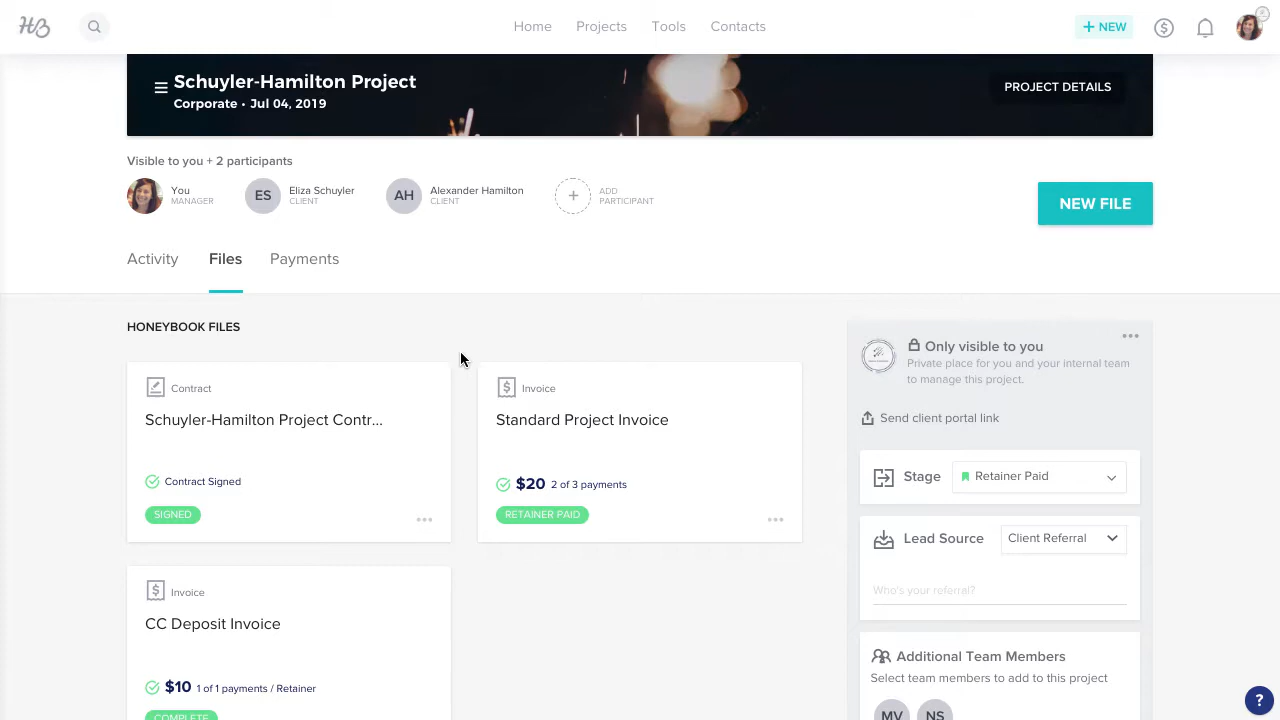 HB
Home
Projects
Tools
Contacts
+ NEW
Schuyler-Hamilton Project
Corporate • Jul 04, 2019
PROJECT DETAILS
Visible to you + 2 participants
You
MANAGER
ES
Eliza Schuyler
CLIENT
AH
Alexander Hamilton
CLIENT
+
ADD
PARTICIPANT
NEW FILE
Activity
Files
Payments
HONEYBOOK FILES
Contract
Schuyler-Hamilton Project Contr...
Contract Signed
SIGNED
Invoice
Standard Project Invoice
$20 2 of 3 payments
RETAINER PAID
Invoice
CC Deposit Invoice
$10 1 of 1 payments / Retainer
COMPLETE
Only visible to you
Private place for you and your internal team
to manage this project.
Send client portal link
Stage
Retainer Paid
Lead Source
Client Referral
Who's your referral?
Additional Team Members
Select team members to add to this project
MV
NS
?